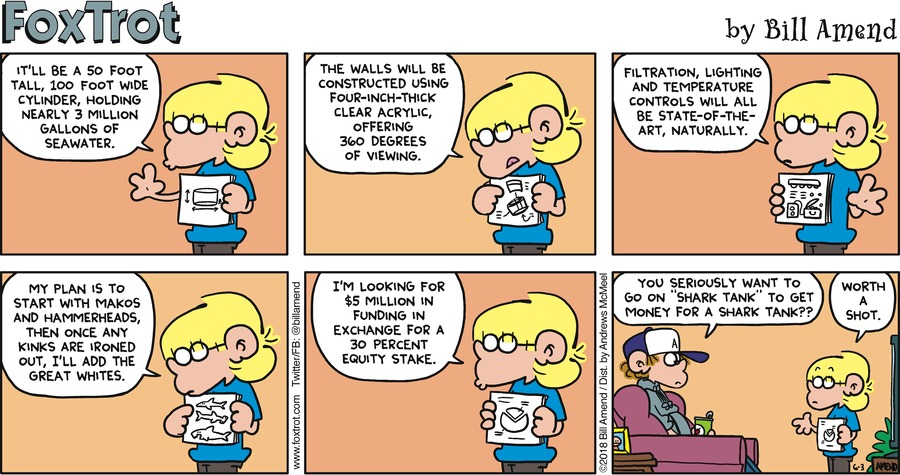 FoxTrot
by Bill Amend
IT'LL BE A 50 FOOT
TALL, 100 FOOT WIDE
CYLINDER, HOLDING
NEARLY 3 MILLION
GALLONS OF
SEAWATER.
THE WALLS WILL BE
CONSTRUCTED USING
FOUR-INCH-THICK
CLEAR ACRYLIC,
OFFERING
360 DEGREES
OF VIEWING.
FILTRATION, LIGHTING
AND TEMPERATURE
CONTROLS WILL ALL
BE STATE-OF-THE-
ART, NATURALLY.
MY PLAN IS TO
START WITH MAKOS
AND HAMMERHEADS,
THEN ONCE ANY
KINKS ARE IRONED
OUT, I'LL ADD THE
GREAT WHITES.
www.foxtrot.com Twitter/FB: @billamend
I'M LOOKING FOR
$5 MILLION IN
FUNDING IN
EXCHANGE FOR A
30 PERCENT
EQUITY STAKE.
©2018 Bill Amend / Dist. by Andrews McMeel
YOU SERIOUSLY WANT TO
GO ON "SHARK TANK" TO GET
MONEY FOR A SHARK TANK??
WORTH
A
SHOT.
A
6-3
AMEND